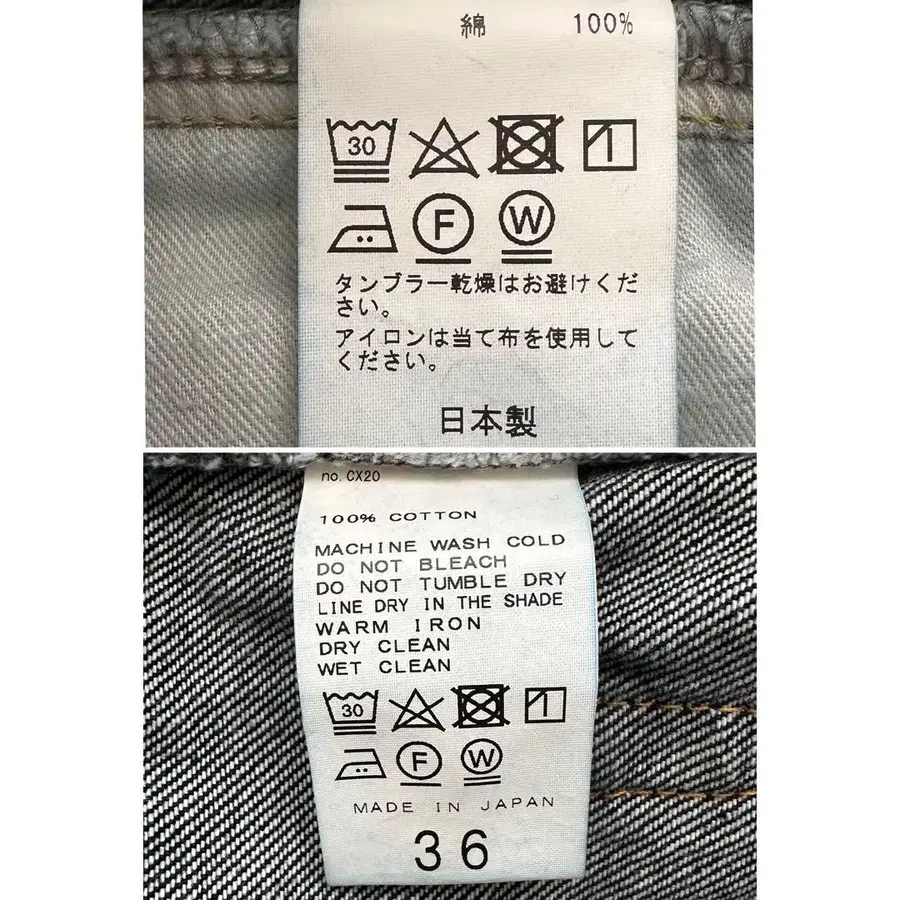 綿 100%
30
F W
タンブラー乾燥はお避けくだ
さい。
アイロンは当て布を使用して
ください。
日本製
no. CX20
100% COTTON
MACHINE WASH COLD
DO NOT BLEACH
DO NOT TUMBLE DRY
LINE DRY IN THE SHADE
WARM IRON
DRY CLEAN
WET CLEAN
30
F W
MADE IN JAPAN
36